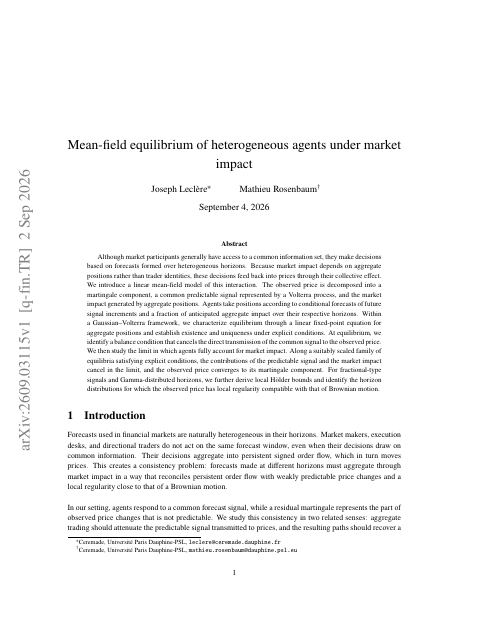 arXiv:2609.03115v1 [q-fin.TR] 2 Sep 2026
Mean-field equilibrium of heterogeneous agents under market
impact
Joseph Leclère* Mathieu Rosenbaum†
September 4, 2026
Abstract
Although market participants generally have access to a common information set, they make decisions
based on forecasts formed over heterogeneous horizons. Because market impact depends on aggregate
positions rather than trader identities, these decisions feed back into prices through their collective effect.
We introduce a linear mean-field model of this interaction. The observed price is decomposed into a
martingale component, a common predictable signal represented by a Volterra process, and the market
impact generated by aggregate positions. Agents take positions according to conditional forecasts of future
signal increments and a fraction of anticipated aggregate impact over their respective horizons. Within
a Gaussian–Volterra framework, we characterize equilibrium through a linear fixed-point equation for
aggregate positions and establish existence and uniqueness under explicit conditions. At equilibrium, we
identify a balance condition that cancels the direct transmission of the common signal to the observed price.
We then study the limit in which agents fully account for market impact. Along a suitably scaled family of
equilibria satisfying explicit conditions, the contributions of the predictable signal and the market impact
cancel in the limit, and the observed price converges to its martingale component. For fractional-type
signals and Gamma-distributed horizons, we further derive local Hölder bounds and identify the horizon
distributions for which the observed price has local regularity compatible with that of Brownian motion.
1 Introduction
Forecasts used in financial markets are naturally heterogeneous in their horizons. Market makers, execution
desks, and directional traders do not act on the same forecast window, even when their decisions draw on
common information. Their decisions aggregate into persistent signed order flow, which in turn moves
prices. This creates a consistency problem: forecasts made at different horizons must aggregate through
market impact in a way that reconciles persistent order flow with weakly predictable price changes and a
local regularity close to that of a Brownian motion.
In our setting, agents respond to a common forecast signal, while a residual martingale represents the part of
observed price changes that is not predictable. We study this consistency in two related senses: aggregate
trading should attenuate the predictable signal transmitted to prices, and the resulting paths should recover a
*Ceremade, Université Paris Dauphine-PSL, leclere@ceremade.dauphine.fr
†Ceremade, Université Paris Dauphine-PSL, mathieu.rosenbaum@dauphine.psl.eu
1